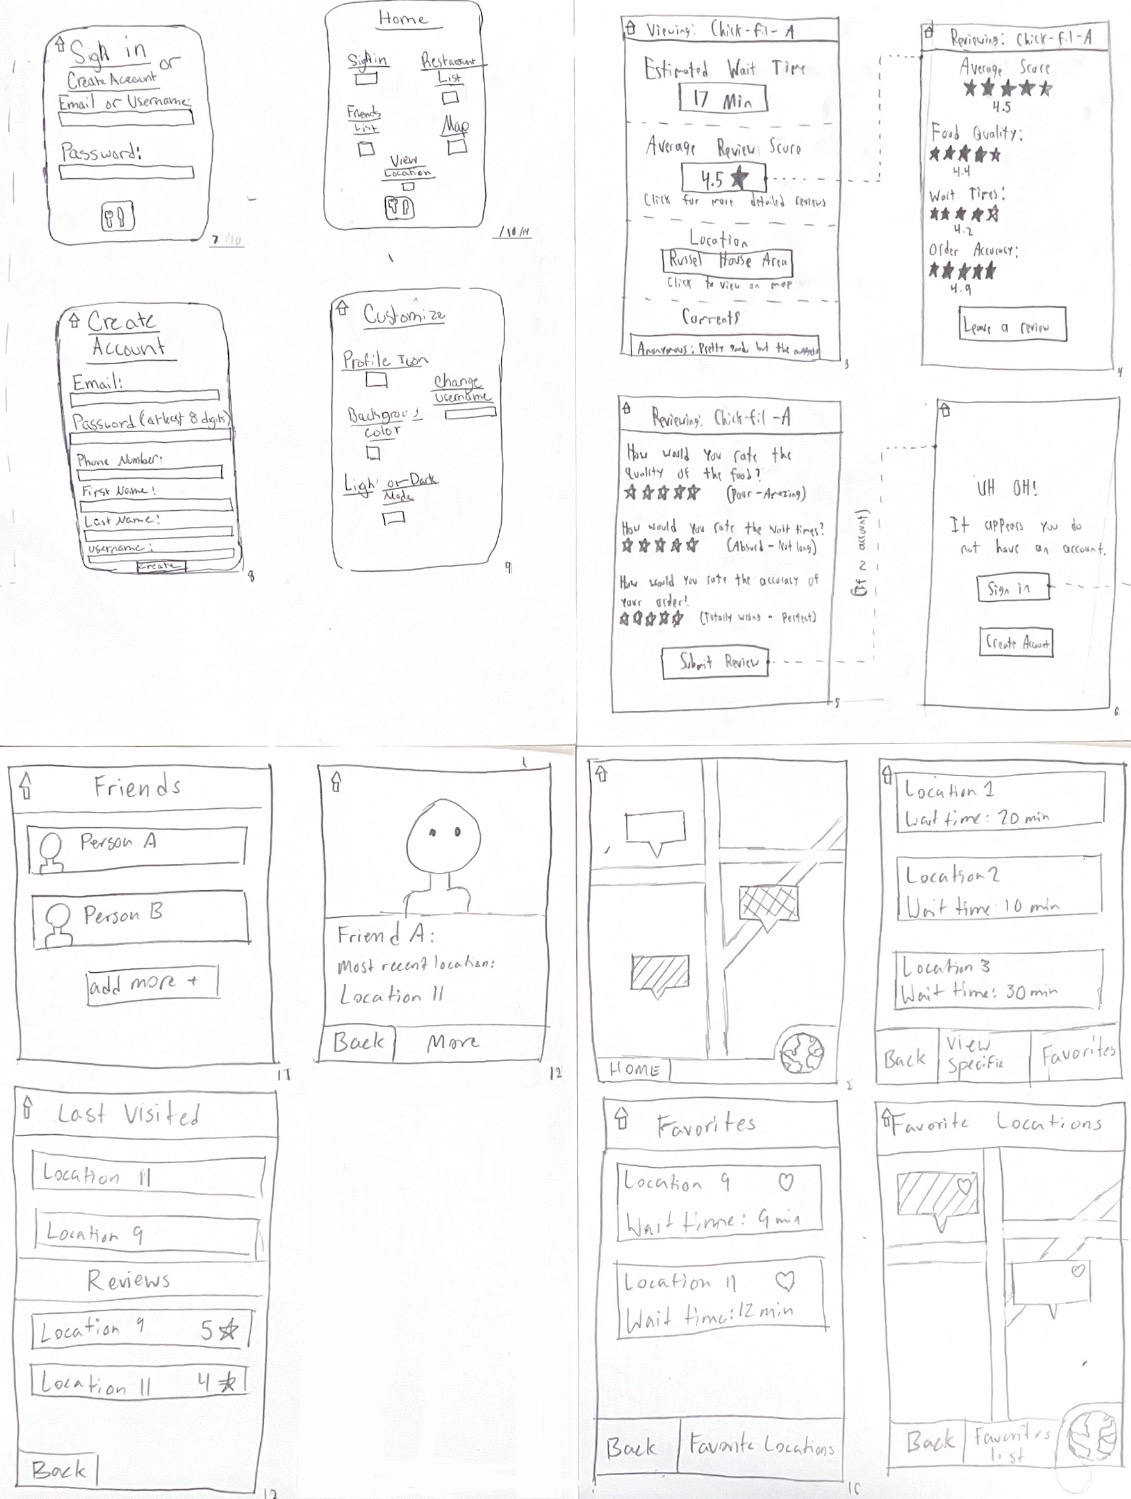 Sigh in
or
Create Account
Email or Username:
Password:
7/10
Home
Sign in
Restaurant
List
Friends
List
Map
View
Location
1/10/14
Create
Account
Email:
Password (at least 8 digits)
Phone Number:
First Name:
Last Name:
username:
Create
8
Customize
Profile Icon
Change
Username
Background
Color
Light or Dark
Mode
9
Viewing: Chick-fil-A
Estimated Wait Time
17 Min
Average Review Score
4.5
Click for more detailed reviews
Location
Russel House Area
Click to view on map
Comments
Anonymous: Pretty good, but the
3
Reviewing: Chick-fil-A
Average Score
4.5
Food Quality:
4.4
Wait Times:
4.2
Order Accuracy:
4.9
Leave a review
4
Reviewing: Chick-fil-A
How would you rate the
quality of the food?
(Poor - Amazing)
How would you rate the wait times?
(Absurd - Not long)
How would you rate the accuracy of
your order?
(Totally wrong - Perfect)
Submit Review
5
(If no account)
UH OH!
It appears you do
not have an account.
Sign in
Create Account
6
Friends
Person A
Person B
add more +
11
Friend A:
Most recent location:
Location 11
Back
More
12
Last Visited
Location 11
Location 9
Reviews
Location 9 5
Location 11 4
Back
13
HOME
2
Location 1
Wait time: 20 min
Location 2
Wait time: 10 min
Location 3
Wait time: 30 min
Back
View
Specific
Favorites
Favorites
Location 9
Wait time: 9 min
Location 11
Wait time: 12 min
Back
Favorite Locations
10
Favorite Locations
Back
Favorites
list